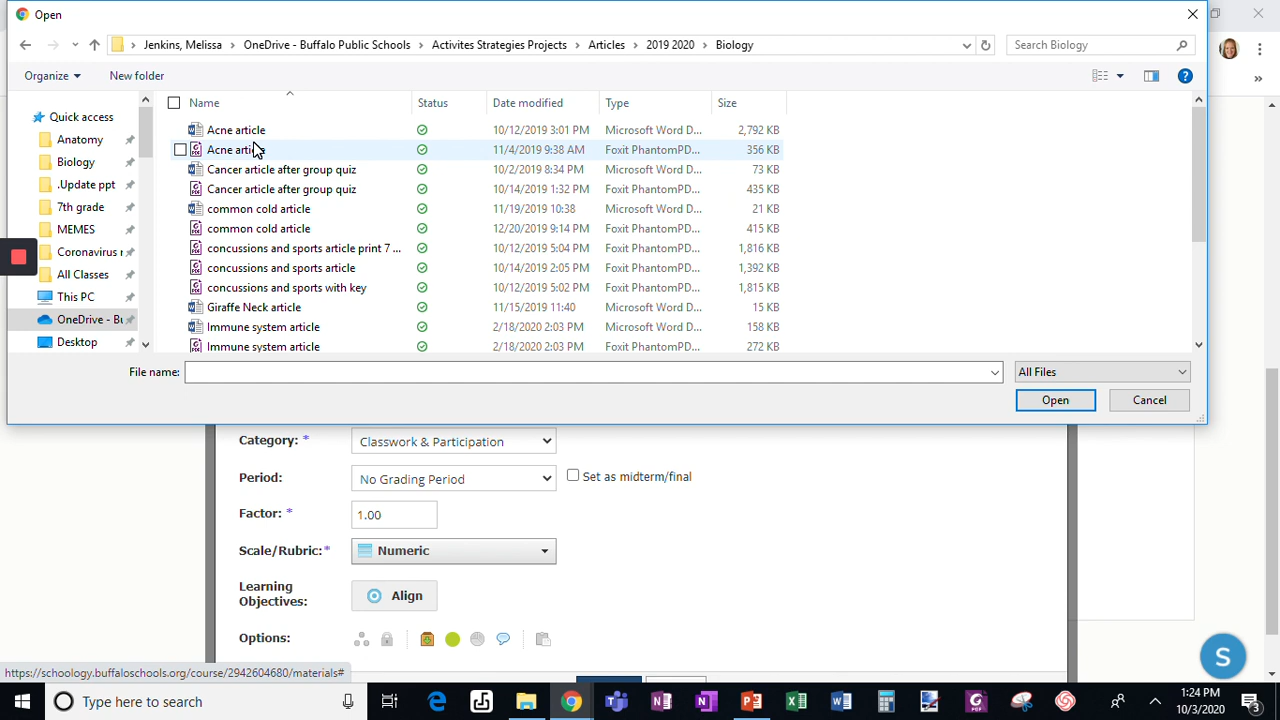 Open
Jenkins, Melissa > OneDrive - Buffalo Public Schools > Activites Strategies Projects > Articles > 2019 2020 > Biology
Search Biology
Organize New folder
Name Status Date modified Type Size
Quick access
Anatomy
Biology
.Update ppt
7th grade
MEMES
Coronavirus r
All Classes
This PC
OneDrive - Bu
Desktop
Acne article 10/12/2019 3:01 PM Microsoft Word D... 2,792 KB
Acne article 11/4/2019 9:38 AM Foxit PhantomPD... 356 KB
Cancer article after group quiz 10/2/2019 8:34 PM Microsoft Word D... 73 KB
Cancer article after group quiz 10/14/2019 1:32 PM Foxit PhantomPD... 435 KB
common cold article 11/19/2019 10:38 Microsoft Word D... 21 KB
common cold article 12/20/2019 9:14 PM Foxit PhantomPD... 415 KB
concussions and sports article print 7 ... 10/12/2019 5:04 PM Foxit PhantomPD... 1,816 KB
concussions and sports article 10/14/2019 2:05 PM Foxit PhantomPD... 1,392 KB
concussions and sports with key 10/12/2019 5:02 PM Foxit PhantomPD... 1,815 KB
Giraffe Neck article 11/15/2019 11:40 Microsoft Word D... 15 KB
Immune system article 2/18/2020 2:03 PM Microsoft Word D... 158 KB
Immune system article 2/18/2020 2:03 PM Foxit PhantomPD... 272 KB
File name:
All Files
Open Cancel
Category: * Classwork & Participation
Period: No Grading Period Set as midterm/final
Factor: * 1.00
Scale/Rubric:* Numeric
Learning
Objectives:
Align
Options:
S
https://schoology.buffaloschools.org/course/2942604680/materials#
Type here to search
1:24 PM
10/3/2020
3